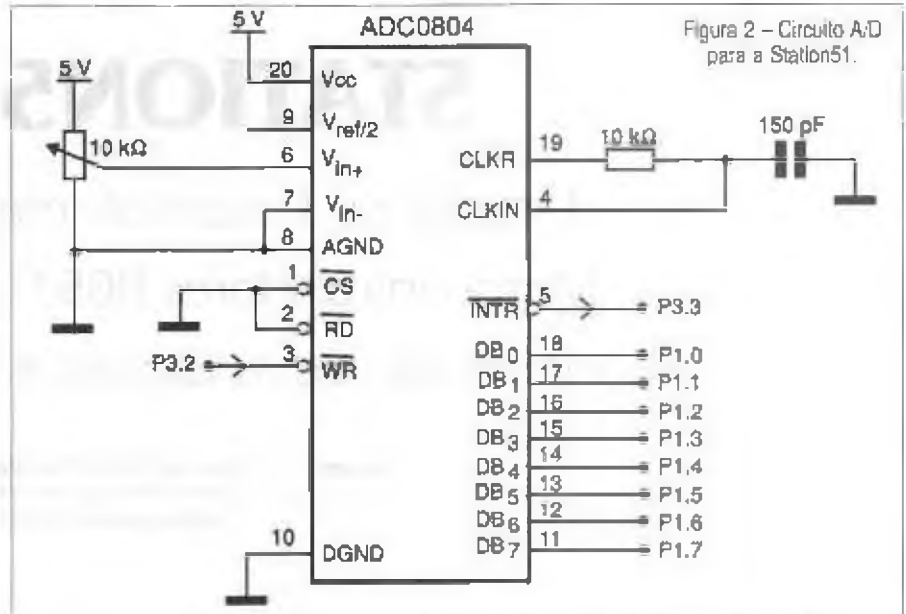 5 V
ADC0804
Figura 2 – Circuito A/D
para a Station51.
5 V
20
Vcc
9
Vref/2
10 kΩ
6
Vin+
7
Vin-
8
AGND
1
CS
2
RD
P3.2
3
WR
10
DGND
CLKR
19
10 kΩ
150 pF
CLKIN
4
INTR
5
P3.3
DB0
18
P1.0
DB1
17
P1.1
DB2
16
P1.2
DB3
15
P1.3
DB4
14
P1.4
DB5
13
P1.5
DB6
12
P1.6
DB7
11
P1.7
STATION5